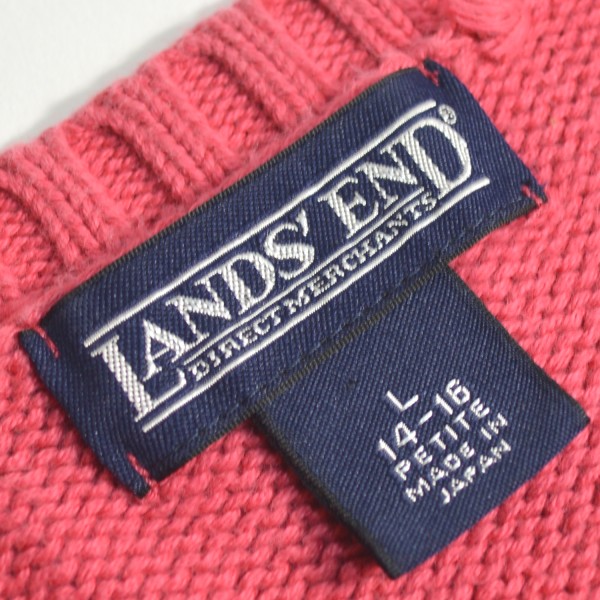 LANDS' END®
DIRECT MERCHANTS
L
14-16
PETITE
MADE IN
JAPAN